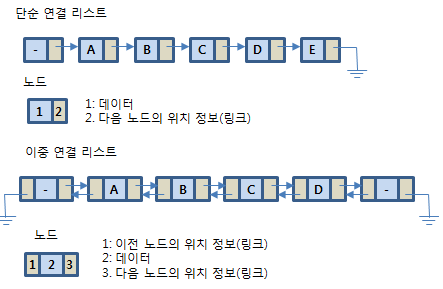 단순 연결 리스트
- A B C D E
노드
1 2
1: 데이터
2. 다음 노드의 위치 정보(링크)
이중 연결 리스트
- A B C D -
노드
1 2 3
1: 이전 노드의 위치 정보(링크)
2: 데이터
3. 다음 노드의 위치 정보(링크)